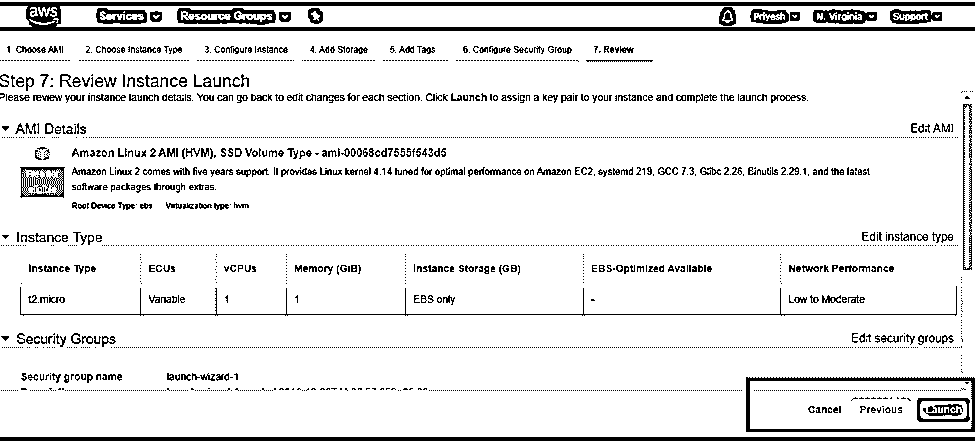 aws Services Resource Groups Priyesh N. Virginia Support
1. Choose AMI 2. Choose Instance Type 3. Configure Instance 4. Add Storage 5. Add Tags 6. Configure Security Group 7. Review
Step 7: Review Instance Launch
Please review your instance launch details. You can go back to edit changes for each section. Click Launch to assign a key pair to your instance and complete the launch process.
AMI Details Edit AMI
Amazon Linux 2 AMI (HVM), SSD Volume Type - ami-00068cd7555f543d5
Amazon Linux 2 comes with five years support. It provides Linux kernel 4.14 tuned for optimal performance on Amazon EC2, systemd 219, GCC 7.3, Glibc 2.26, Binutils 2.29.1, and the latest
software packages through extras.
Root Device Type: ebs Virtualization type: hvm
Instance Type Edit instance type
Instance Type ECUs vCPUs Memory (GiB) Instance Storage (GB) EBS-Optimized Available Network Performance
t2.micro Variable 1 1 EBS only - Low to Moderate
Security Groups Edit security groups
Security group name launch-wizard-1
Cancel Previous Launch